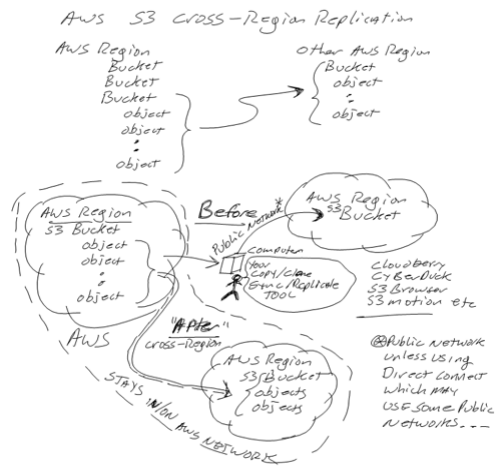 AWS S3 Cross-Region Replication
AWS Region
Bucket
Bucket
Bucket
object
object
:
object
Other AWS Region
Bucket
object
:
object
AWS Region
S3 Bucket
object
object
:
object
AWS
Before
Public Network*
AWS Region
S3 Bucket
Computer
Your
Copy/Clone
Sync/Replicate
TOOL
Cloudberry
CyberDuck
S3 Browser
S3motion etc
"After"
Cross-Region
AWS Region
S3 Bucket
objects
objects
STAYS IN/ON AWS NETWORK
*Public Network
unless using
Direct Connect
which may
USE some Public
Networks....